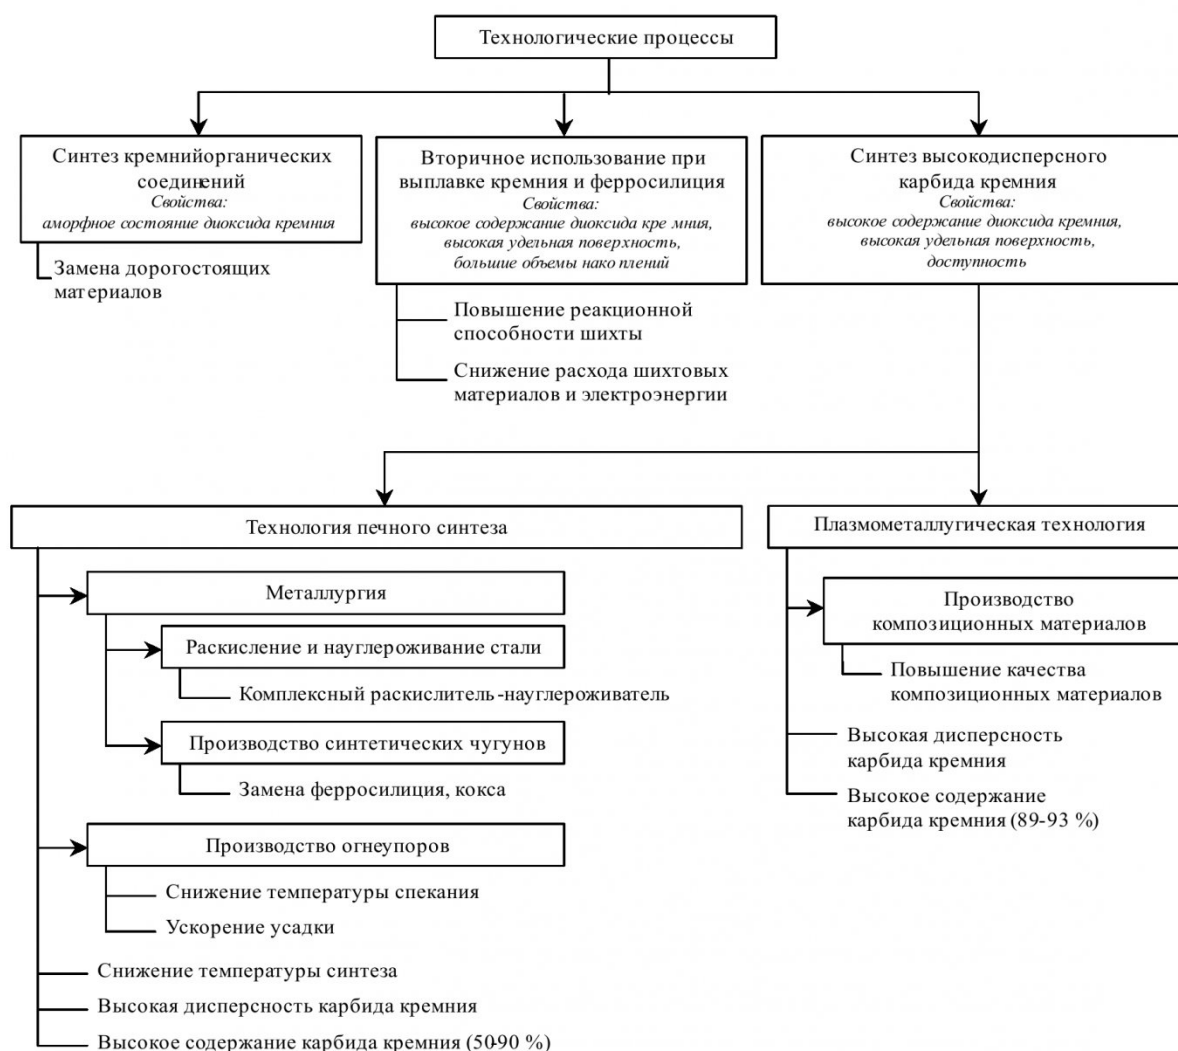 Технологические процессы
Синтез кремнийорганических
соединений
Свойства:
аморфное состояние диоксида кремния
Замена дорогостоящих
материалов
Вторичное использование при
выплавке кремния и ферросилиция
Свойства:
высокое содержание диоксида кре мния,
высокая удельная поверхность,
большие объемы нако плений
Повышение реакционной
способности шихты
Снижение расхода шихтовых
материалов и электроэнергии
Синтез высокодисперсного
карбида кремния
Свойства:
высокое содержание диоксида кремния,
высокая удельная поверхность,
доступность
Технология печного синтеза
Металлургия
Раскисление и науглероживание стали
Комплексный раскислитель-науглероживатель
Производство синтетических чугунов
Замена ферросилиция, кокса
Производство огнеупоров
Снижение температуры спекания
Ускорение усадки
Снижение температуры синтеза
Высокая дисперсность карбида кремния
Высокое содержание карбида кремния (50-90 %)
Плазмометаллугическая технология
Производство
композиционных материалов
Повышение качества
композиционных материалов
Высокая дисперсность
карбида кремния
Высокое содержание
карбида кремния (89-93 %)